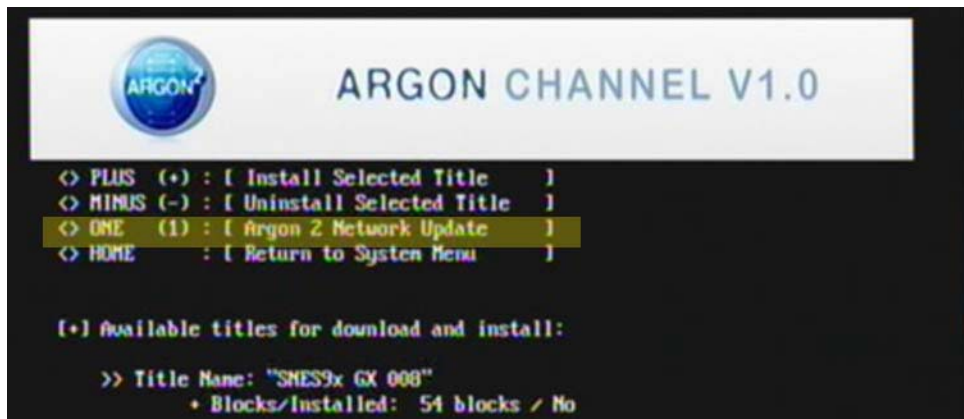 ARGON²
ARGON CHANNEL V1.0
<> PLUS (+) : [ Install Selected Title ]
<> MINUS (-) : [ Uninstall Selected Title ]
<> ONE (1) : [ Argon 2 Network Update ]
<> HOME : [ Return to System Menu ]
[+] Available titles for download and install:
>> Title Name: "SNES9x GX 008"
+ Blocks/Installed: 54 blocks / No